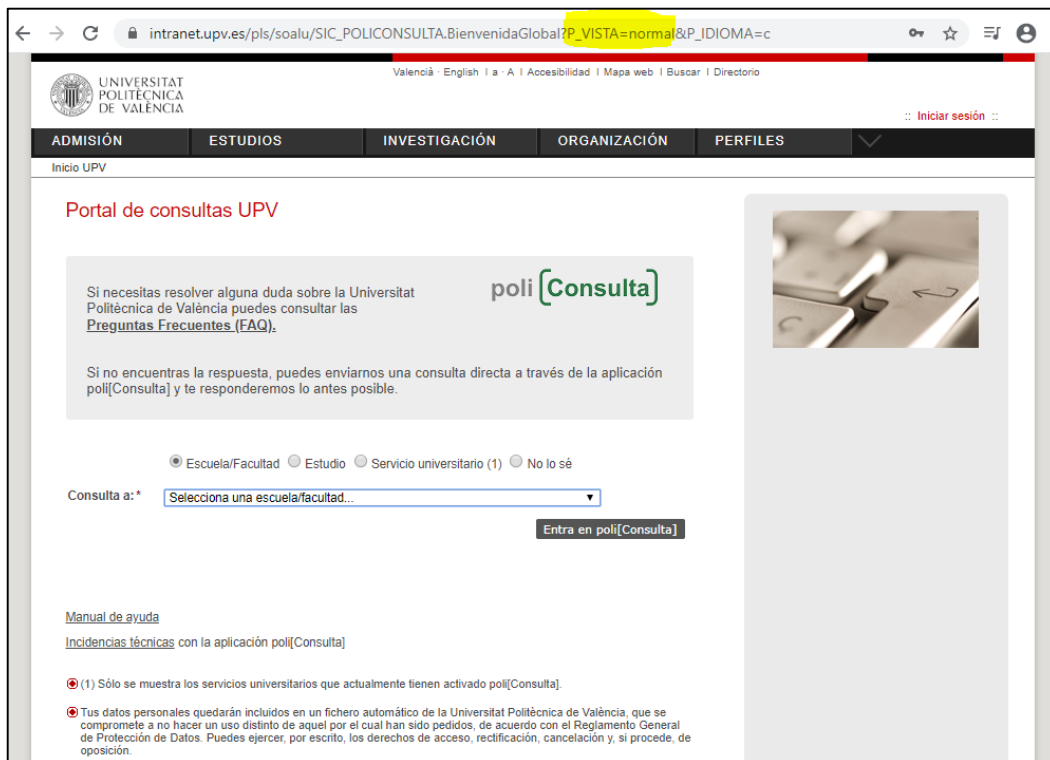 intranet.upv.es/pls/soalu/SIC_POLICONSULTA.BienvenidaGlobal?P_VISTA=normal&P_IDIOMA=c
Valencià · English | a · A | Accesibilidad | Mapa web | Buscar | Directorio
UNIVERSITAT
POLITÈCNICA
DE VALÈNCIA
:: Iniciar sesión ::
ADMISIÓN ESTUDIOS INVESTIGACIÓN ORGANIZACIÓN PERFILES
Inicio UPV
Portal de consultas UPV
poli[Consulta]
Si necesitas resolver alguna duda sobre la Universitat
Politècnica de València puedes consultar las
Preguntas Frecuentes (FAQ).
Si no encuentras la respuesta, puedes enviarnos una consulta directa a través de la aplicación
poli[Consulta] y te responderemos lo antes posible.
Escuela/Facultad Estudio Servicio universitario (1) No lo sé
Consulta a:* Selecciona una escuela/facultad...
Entra en poli[Consulta]
Manual de ayuda
Incidencias técnicas con la aplicación poli[Consulta]
(1) Sólo se muestra los servicios universitarios que actualmente tienen activado poli[Consulta].
Tus datos personales quedarán incluidos en un fichero automático de la Universitat Politècnica de València, que se
compromete a no hacer un uso distinto de aquel por el cual han sido pedidos, de acuerdo con el Reglamento General
de Protección de Datos. Puedes ejercer, por escrito, los derechos de acceso, rectificación, cancelación y, si procede, de
oposición.